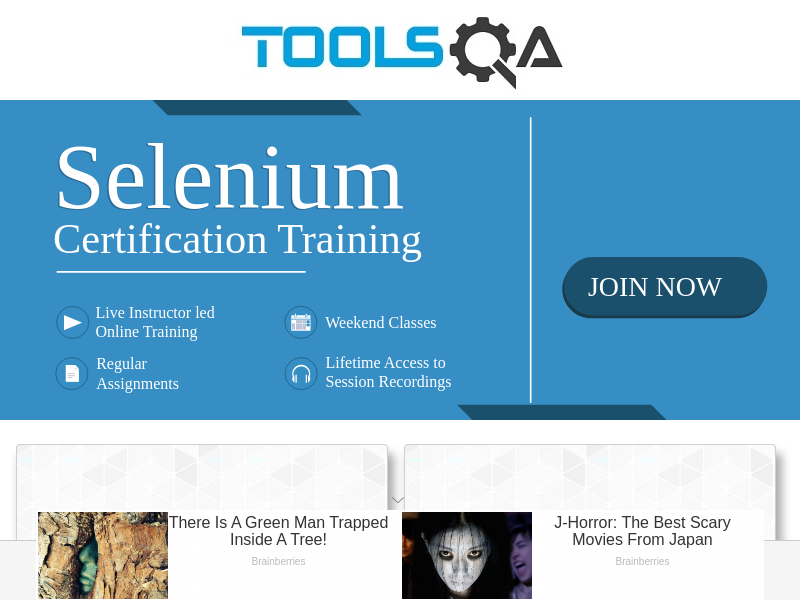 TOOLSQA
Selenium
Certification Training
JOIN NOW
Live Instructor led
Online Training
Weekend Classes
Regular
Assignments
Lifetime Access to
Session Recordings
There Is A Green Man Trapped
Inside A Tree!
Brainberries
J-Horror: The Best Scary
Movies From Japan
Brainberries